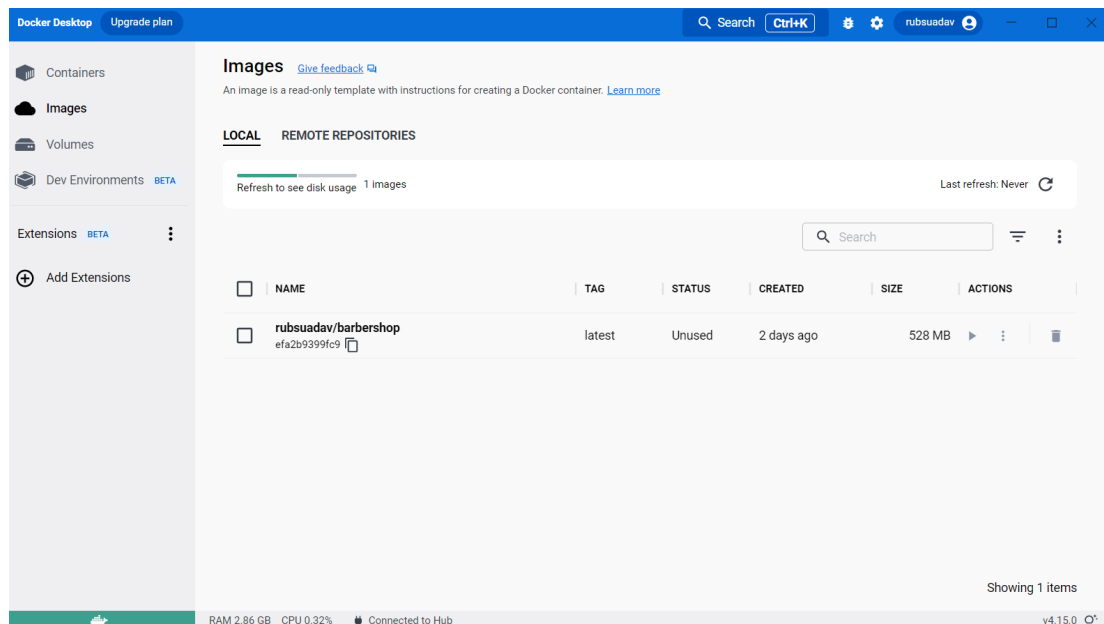 Docker Desktop Upgrade plan Search Ctrl+K rubsuadav
Containers
Images
Volumes
Dev Environments BETA
Extensions BETA
Add Extensions
Images Give feedback
An image is a read-only template with instructions for creating a Docker container. Learn more
LOCAL REMOTE REPOSITORIES
Refresh to see disk usage 1 images Last refresh: Never
Search
NAME TAG STATUS CREATED SIZE ACTIONS
rubsuadav/barbershop latest Unused 2 days ago 528 MB
efa2b9399fc9
Showing 1 items
RAM 2.86 GB CPU 0.32% Connected to Hub v4.15.0